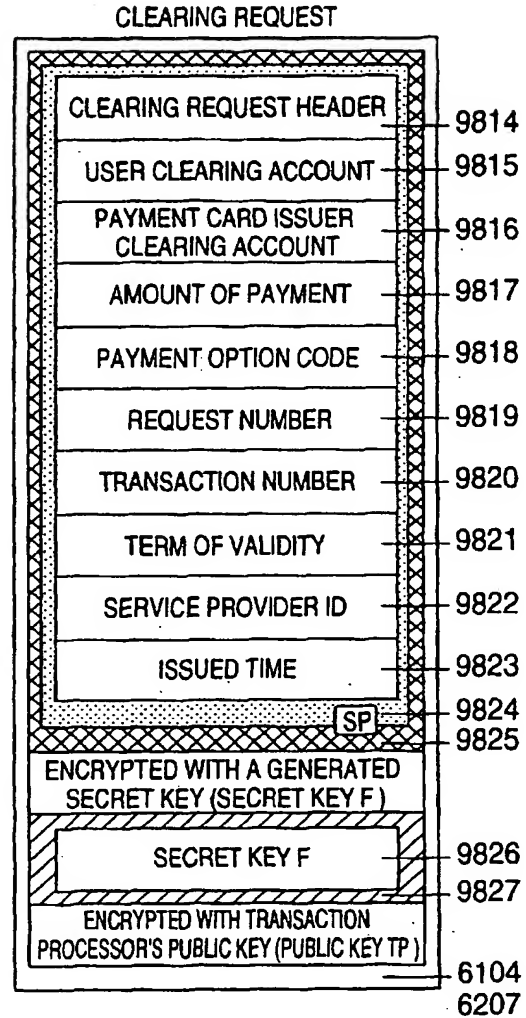 CLEARING REQUEST
CLEARING REQUEST HEADER
9814
USER CLEARING ACCOUNT
9815
PAYMENT CARD ISSUER
CLEARING ACCOUNT
9816
AMOUNT OF PAYMENT
9817
PAYMENT OPTION CODE
9818
REQUEST NUMBER
9819
TRANSACTION NUMBER
9820
TERM OF VALIDITY
9821
SERVICE PROVIDER ID
9822
ISSUED TIME
9823
SP
9824
9825
ENCRYPTED WITH A GENERATED
SECRET KEY (SECRET KEY F)
SECRET KEY F
9826
9827
ENCRYPTED WITH TRANSACTION
PROCESSOR'S PUBLIC KEY (PUBLIC KEY TP)
6104
6207